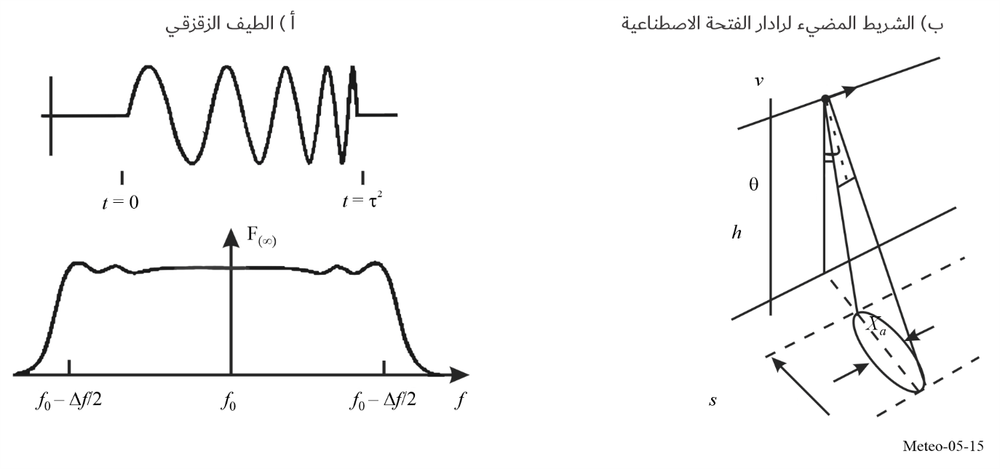 أ ) الطيف الزقزقي
t = 0
t = τ²
F(∞)
f₀ – Δf/2
f₀
f₀ – Δf/2
f
ب) الشريط المضيء لرادار الفتحة الاصطناعية
v
θ
h
Xₐ
s
Meteo-05-15